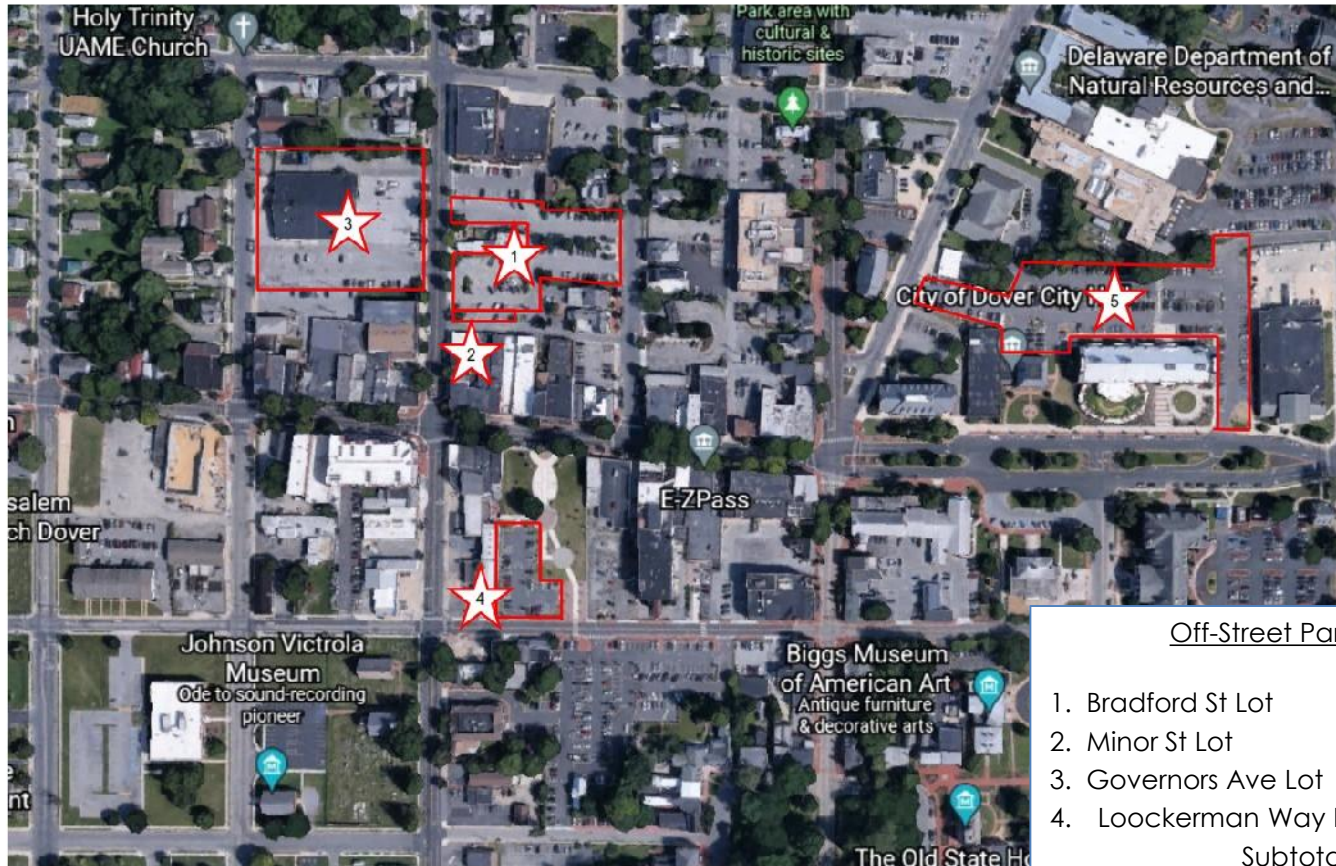 Holy Trinity
UAME Church
Park area with
cultural &
historic sites
Delaware Department of
Natural Resources and...
3
1
2
City of Dover City H
5
E-ZPass
salem
ch Dover
4
Johnson Victrola
Museum
Ode to sound-recording
pioneer
Biggs Museum
of American Art
Antique furniture
& decorative arts
The Old State Ho
nt
Off-Street Par
1. Bradford St Lot
2. Minor St Lot
3. Governors Ave Lot
4. Loockerman Way
Subtota